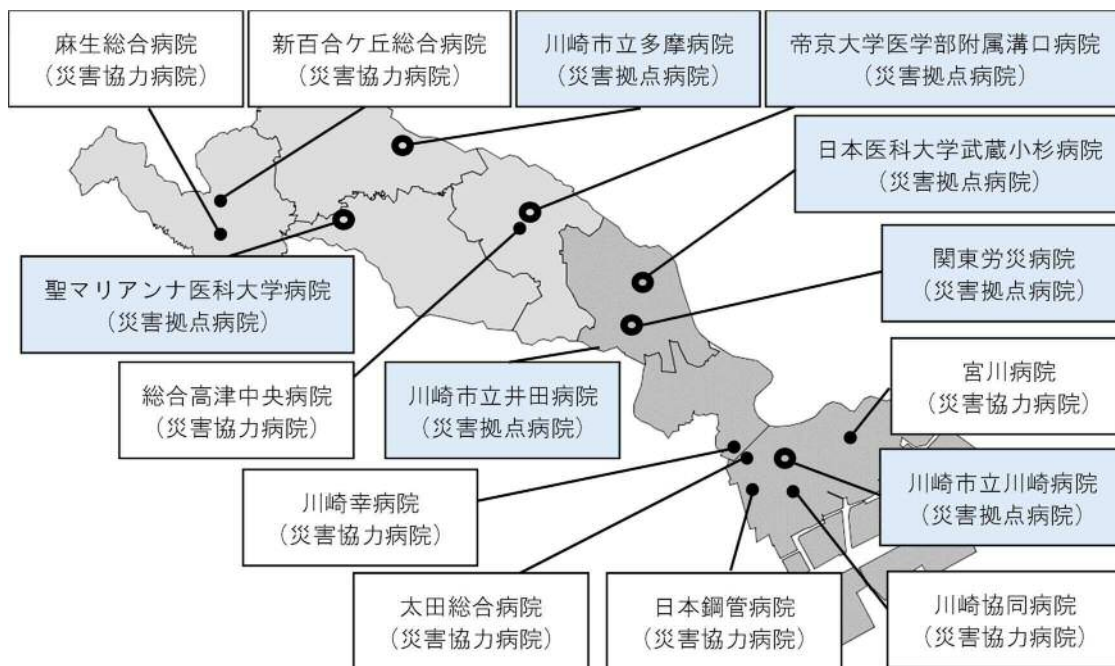 麻生総合病院
（災害協力病院）
新百合ケ丘総合病院
（災害協力病院）
川崎市立多摩病院
（災害拠点病院）
帝京大学医学部附属溝口病院
（災害拠点病院）
日本医科大学武蔵小杉病院
（災害拠点病院）
関東労災病院
（災害拠点病院）
聖マリアンナ医科大学病院
（災害拠点病院）
総合高津中央病院
（災害協力病院）
川崎市立井田病院
（災害拠点病院）
宮川病院
（災害協力病院）
川崎幸病院
（災害協力病院）
川崎市立川崎病院
（災害拠点病院）
太田総合病院
（災害協力病院）
日本鋼管病院
（災害協力病院）
川崎協同病院
（災害協力病院）